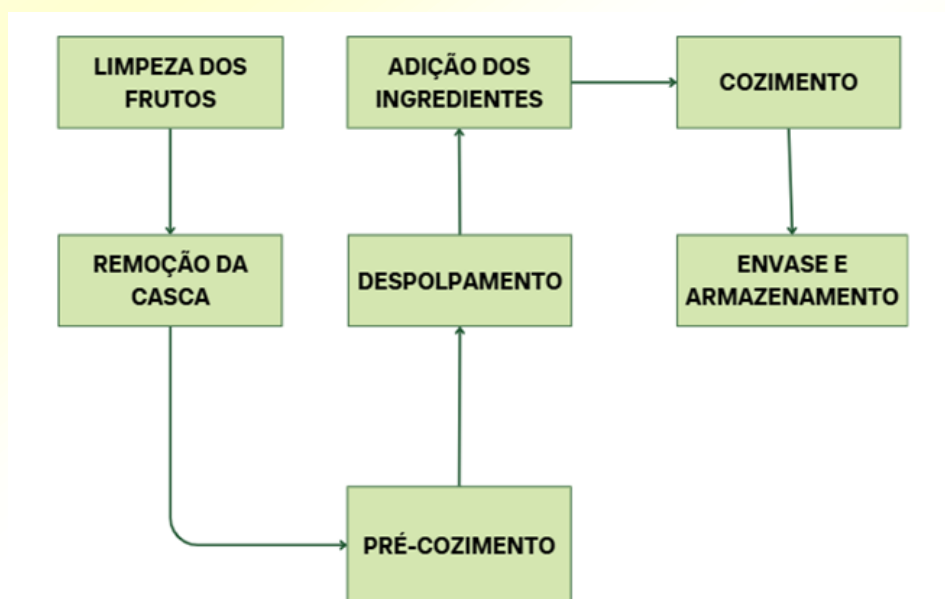 LIMPEZA DOS
FRUTOS
REMOÇÃO DA
CASCA
PRÉ-COZIMENTO
DESPOLPAMENTO
ADIÇÃO DOS
INGREDIENTES
COZIMENTO
ENVASE E
ARMAZENAMENTO